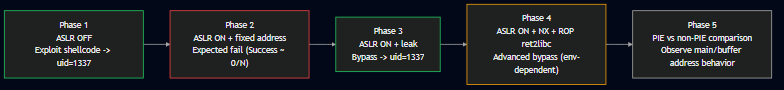 Phase 1
ASLR OFF
Exploit shellcode ->
uid=1337
Phase 2
ASLR ON + fixed address
Expected fail (Success ~
0/N)
Phase 3
ASLR ON + leak
Bypass -> uid=1337
Phase 4
ASLR ON + NX + ROP
ret2libc
Advanced bypass (env-
dependent)
Phase 5
PIE vs non-PIE comparison
Observe main/buffer
address behavior